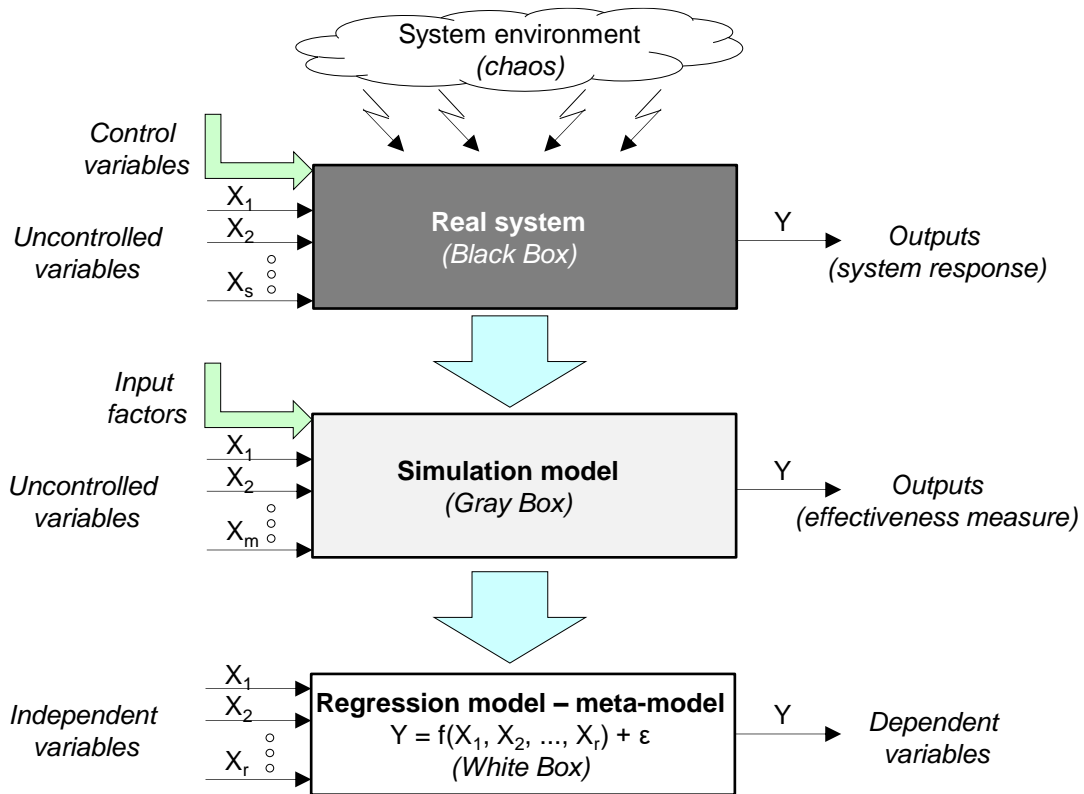 System environment
(chaos)
Control
variables
X₁
X₂
Xₛ
Uncontrolled
variables
Real system
(Black Box)
Y
Outputs
(system response)
Input
factors
X₁
X₂
Xₘ
Uncontrolled
variables
Simulation model
(Gray Box)
Y
Outputs
(effectiveness measure)
X₁
X₂
Xᵣ
Independent
variables
Regression model – meta-model
Y = f(X₁, X₂, ..., Xᵣ) + ε
(White Box)
Y
Dependent
variables